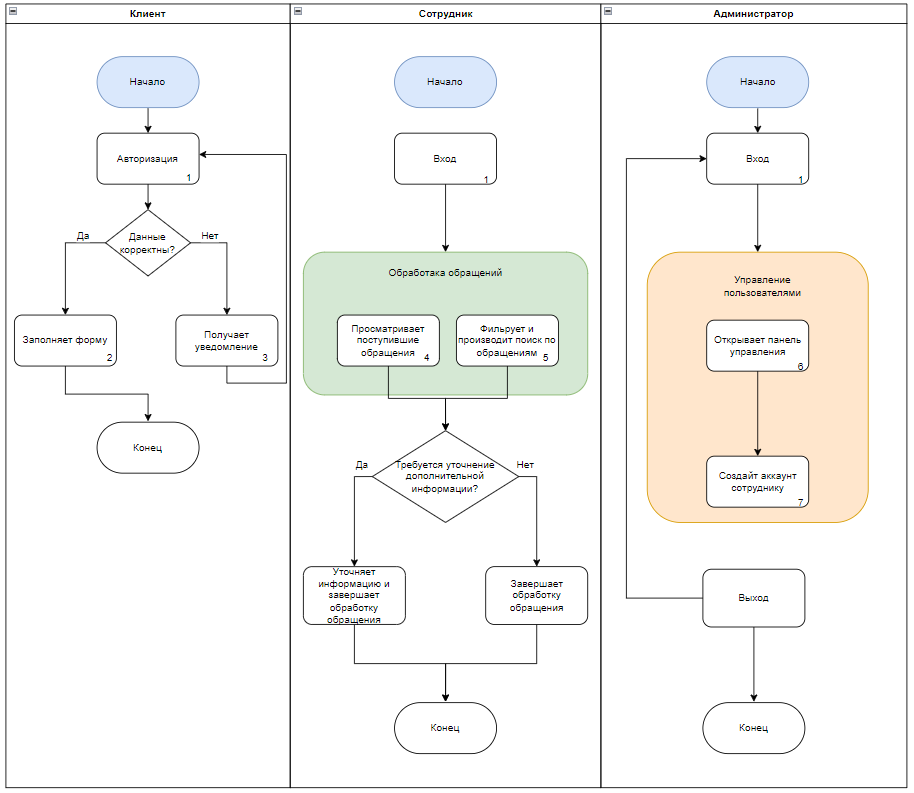 Клиент
Начало
Авторизация
1
Данные
корректны?
Да
Нет
Заполняет форму
2
Получает
уведомление
3
Конец
Сотрудник
Начало
Вход
1
Обработака обращений
Просматривает
поступившие
обращения
4
Фильрует и
производит поиск по
обращениям
5
Требуется уточнение
дополнительной
информации?
Да
Нет
Уточняет
информацию и
завершает
обработку
обращения
Завершает
обработку
обращения
Конец
Администратор
Начало
Вход
1
Управление
пользователями
Открывает панель
управления
6
Создайт аккаунт
сотруднику
7
Выход
Конец